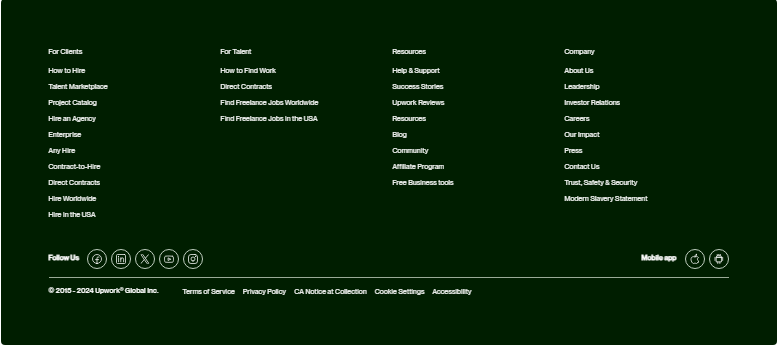 For Clients
How to Hire
Talent Marketplace
Project Catalog
Hire an Agency
Enterprise
Any Hire
Contract-to-Hire
Direct Contracts
Hire Worldwide
Hire in the USA
For Talent
How to Find Work
Direct Contracts
Find Freelance Jobs Worldwide
Find Freelance Jobs in the USA
Resources
Help & Support
Success Stories
Upwork Reviews
Resources
Blog
Community
Affiliate Program
Free Business tools
Company
About Us
Leadership
Investor Relations
Careers
Our Impact
Press
Contact Us
Trust, Safety & Security
Modern Slavery Statement
Follow Us
Mobile app
© 2015 - 2024 Upwork® Global Inc. Terms of Service Privacy Policy CA Notice at Collection Cookie Settings Accessibility